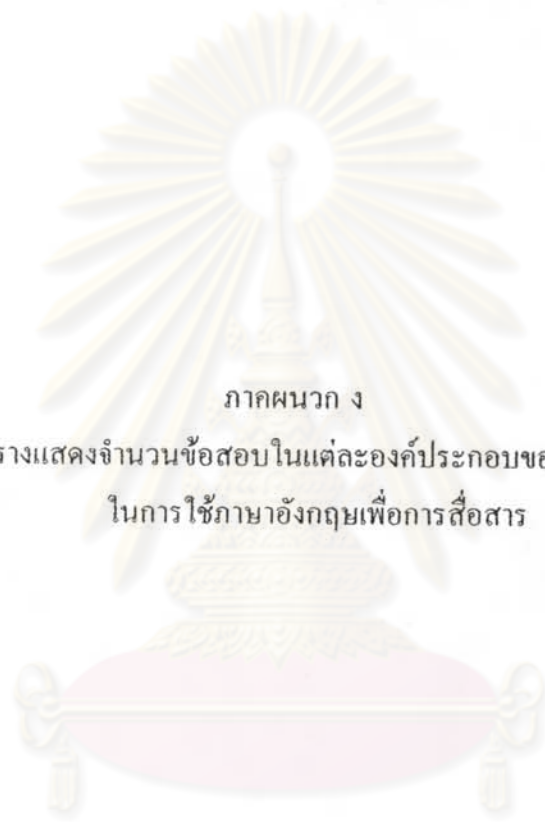 ภาคผนวก ง
รางแสดงจำนวนข้อสอบในแต่ละองค์ประกอบขอ
ในการใช้ภาษาอังกฤษเพื่อการสื่อสาร